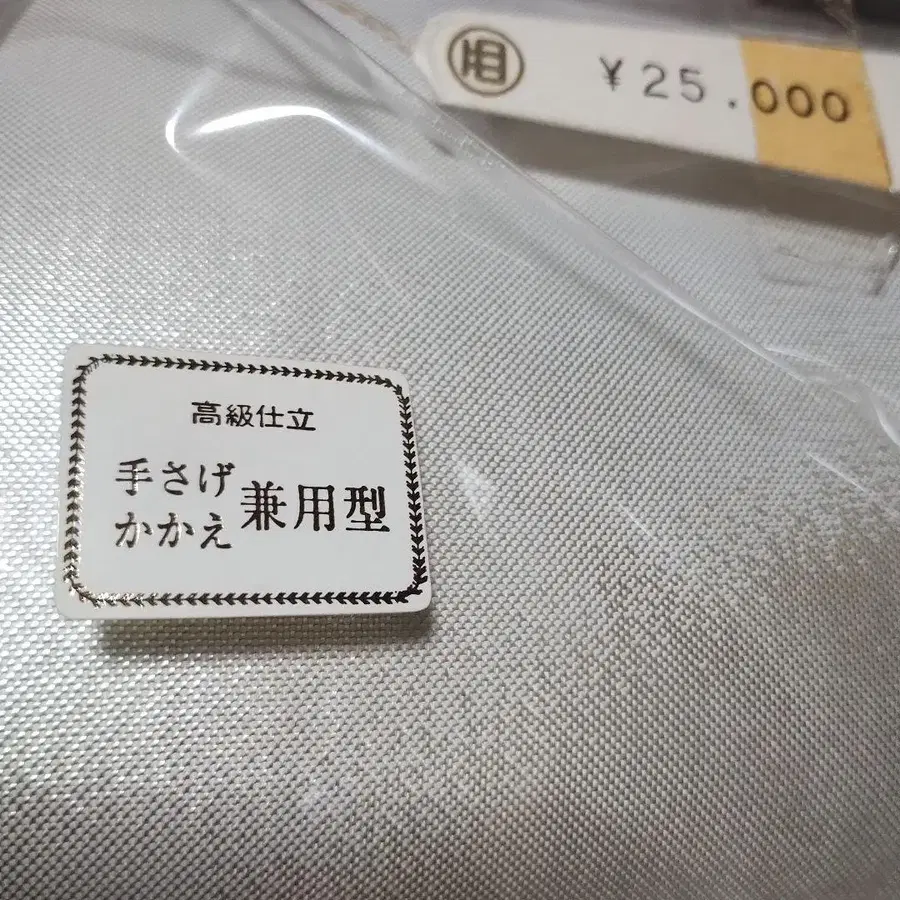 ¥25.000
高級仕立
手さげ
かかえ
兼用型